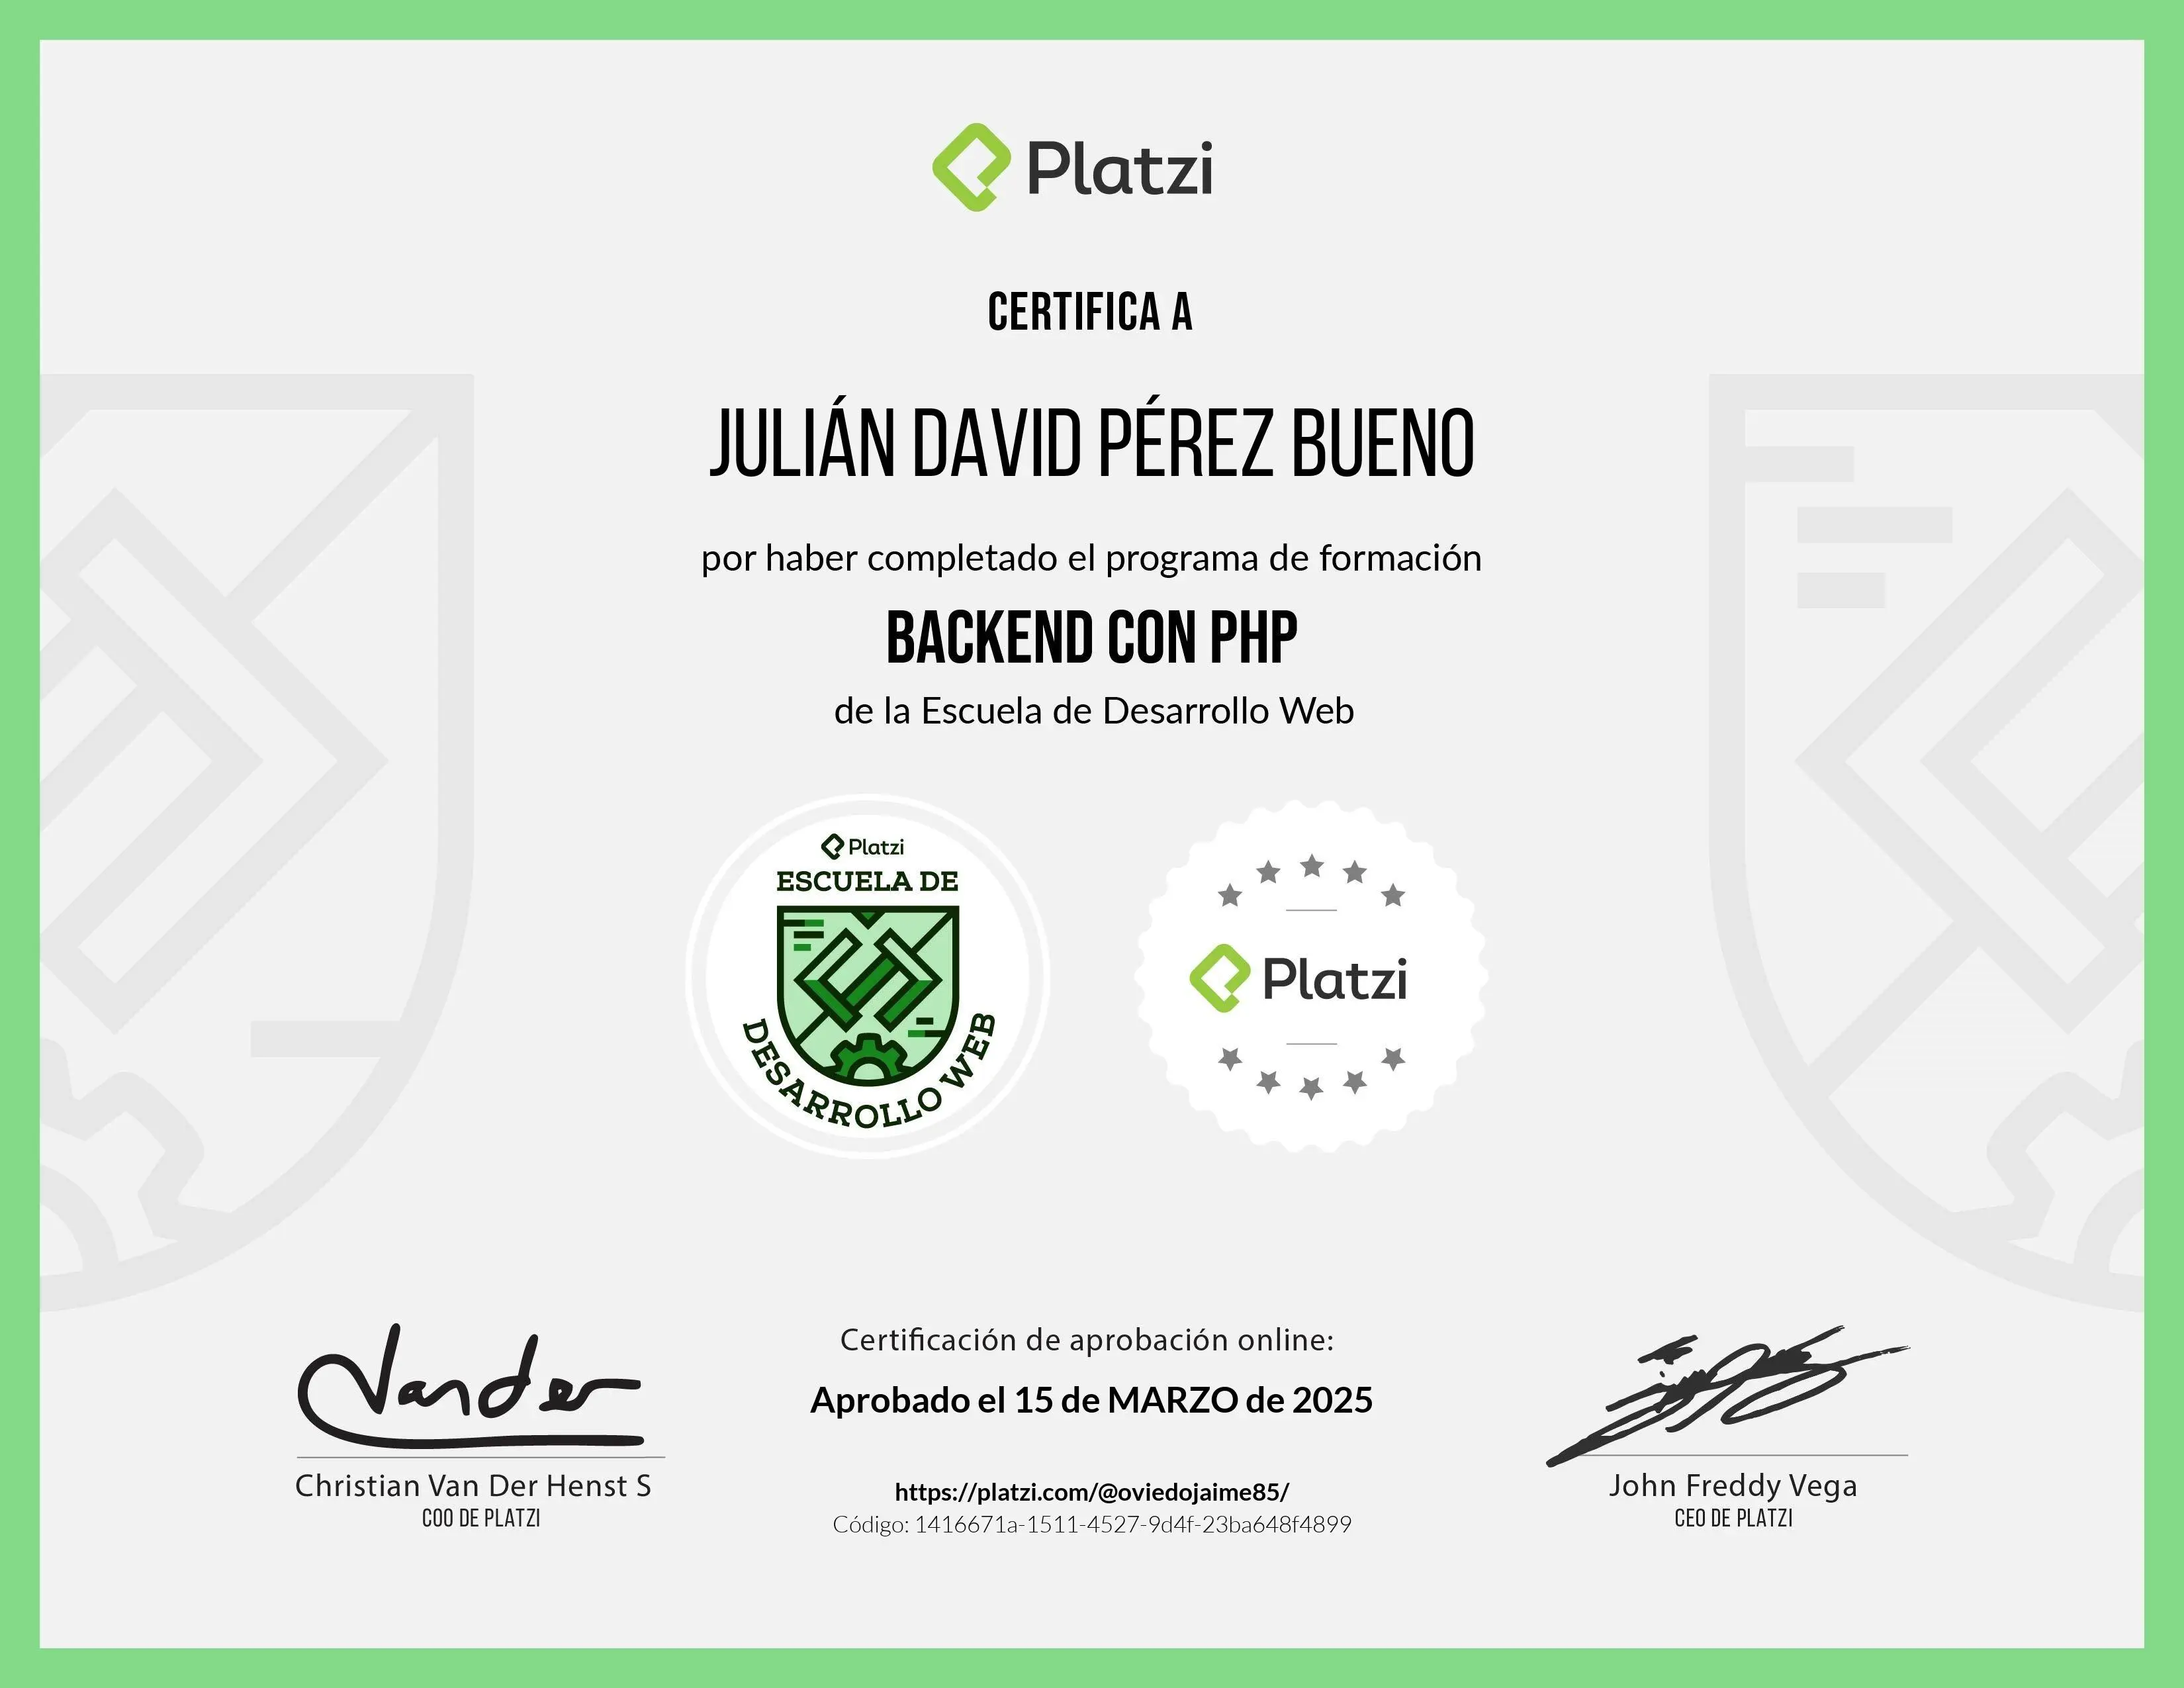 Platzi
CERTIFICA A
JULIÁN DAVID PÉREZ BUENO
por haber completado el programa de formación
BACKEND CON PHP
de la Escuela de Desarrollo Web
Platzi
ESCUELA DE
DESARROLLO WEB
Platzi
Vander
Christian Van Der Henst S
COO DE PLATZI
Certificación de aprobación online:
Aprobado el 15 de MARZO de 2025
https://platzi.com/@oviedojaime85/
Código: 1416671a-1511-4527-9d4f-23ba648f4899
John Freddy Vega
CEO DE PLATZI